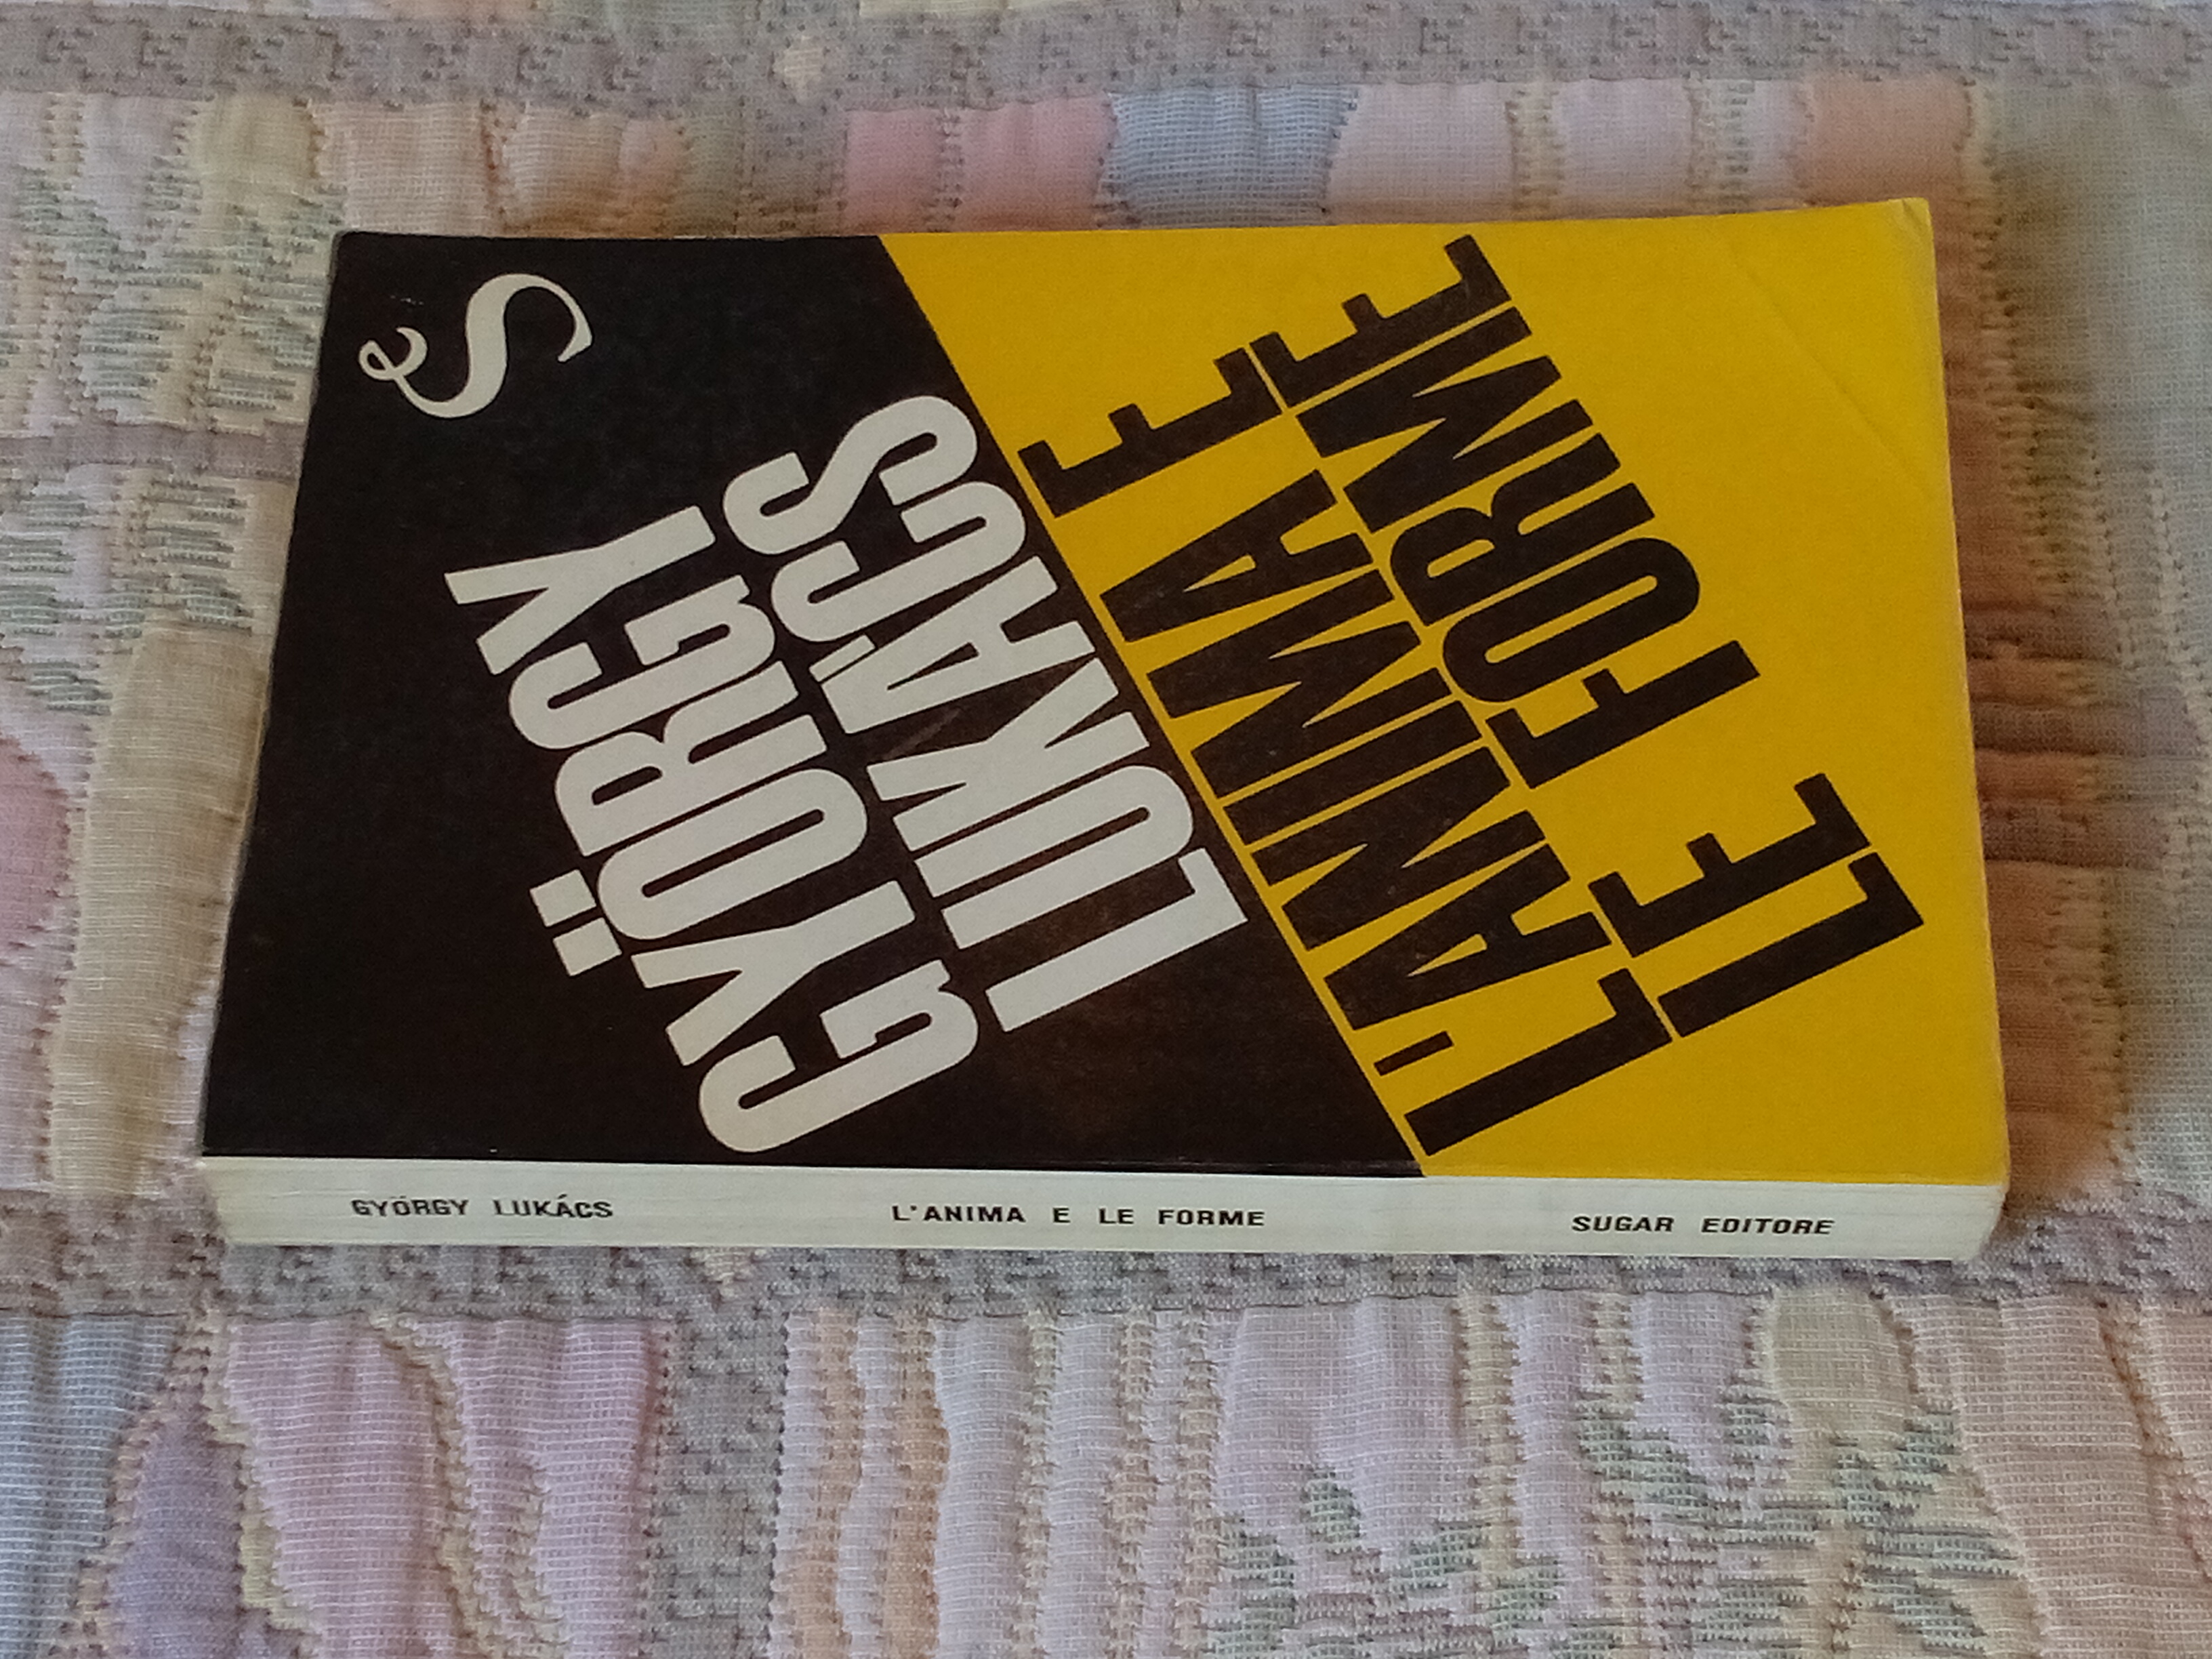 S
GYÖRGY
LUKÁCS
L'ANIMA E
LE FORME
GYÖRGY LUKÁCS L'ANIMA E LE FORME SUGAR EDITORE